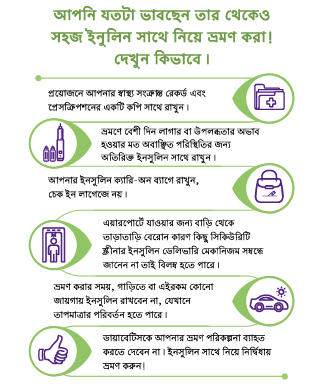 আপনি যতটা ভাবছেন তার থেকেও
সহজ ইনুলিন সাথে নিয়ে ভ্রমণ করা!
দেখুন কিভাবে।
প্রয়োজনে আপনার স্বাস্থ্য সংক্রান্ত রেকর্ড এবং
প্রেসক্রিপশনের একটি কপি সাথে রাখুন।
ভ্রমণে বেশী দিন লাগার বা উপলব্ধতার অভাব
হওয়ার মত অবাঞ্ছিত পরিস্থিতির জন্য
অতিরিক্ত ইনসুলিন সাথে রাখুন।
আপনার ইনসুলিন ক্যারি-অন ব্যাগে রাখুন,
চেক ইন লাগেজে নয়।
এয়ারপোর্টে যাওয়ার জন্য বাড়ি থেকে
তাড়াতাড়ি বেরোন কারণ কিছু সিকিউরিটি
স্ক্রীনার ইনসুলিন ডেলিভারি মেকানিজম সম্বন্ধে
জানেন না তাই বিলম্ব হতে পারে।
ভ্রমণ করার সময়, গাড়িতে বা এইরকম কোনো
জায়গায় ইনসুলিন রাখবেন না, যেখানে
তাপমাত্রার পরিবর্তন হতে পারে।
ডায়াবেটিসকে আপনার ভ্রমণ পরিকল্পনা ব্যাহত
করতে দেবেন না। ইনসুলিন সাথে নিয়ে নির্দ্বিধায়
ভ্রমণ করুন!